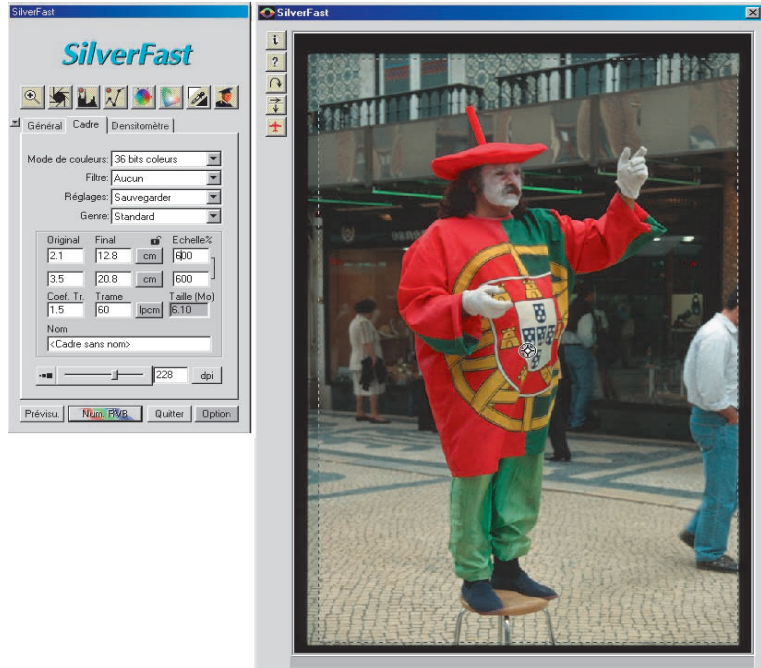 SilverFast
SilverFast
Général Cadre Densitomètre
Mode de couleurs: 36 bits coleurs
Filtre: Aucun
Réglages: Sauvegarder
Genre: Standard
Original Final Echelle%
2.1 12.8 cm 600
3.5 20.8 cm 600
Coef. Tr. Trame Taille (Mo)
1.5 60 lpcm 6.10
Nom
<Cadre sans nom>
228 dpi
Prévisu. Num. RVB Quitter Option
SilverFast
i
?